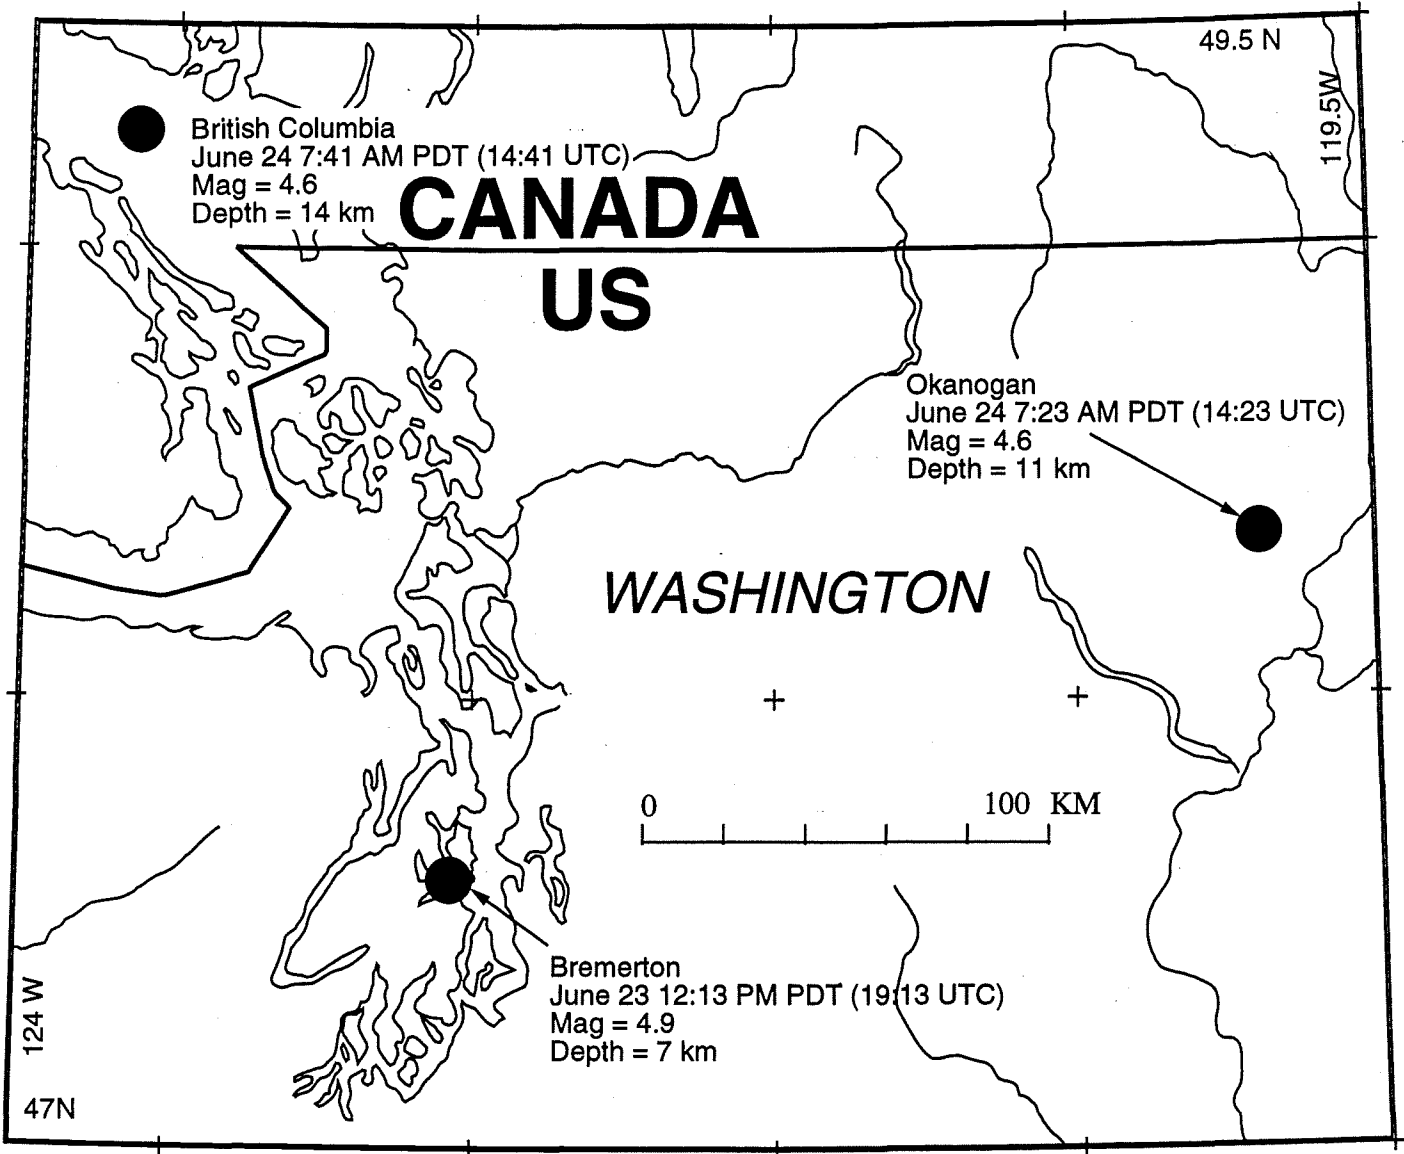 49.5 N
119.5W
British Columbia
June 24 7:41 AM PDT (14:41 UTC)
Mag = 4.6
Depth = 14 km
CANADA
US
Okanogan
June 24 7:23 AM PDT (14:23 UTC)
Mag = 4.6
Depth = 11 km
WASHINGTON
0 100 KM
Bremerton
June 23 12:13 PM PDT (19:13 UTC)
Mag = 4.9
Depth = 7 km
124 W
47N